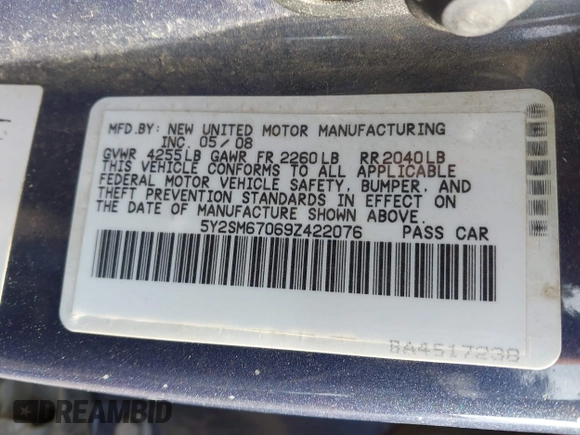 MFD.BY: NEW UNITED MOTOR MANUFACTURING
INC. 05/08
GVWR 4255LB GAWR FR 2260LB RR2040LB
THIS VEHICLE CONFORMS TO ALL APPLICABLE
FEDERAL MOTOR VEHICLE SAFETY, BUMPER, AND
THEFT PREVENTION STANDARDS IN EFFECT ON
THE DATE OF MANUFACTURE SHOWN ABOVE.
5Y2SM67069Z422076 PASS CAR
BA4517238
DREAMBID